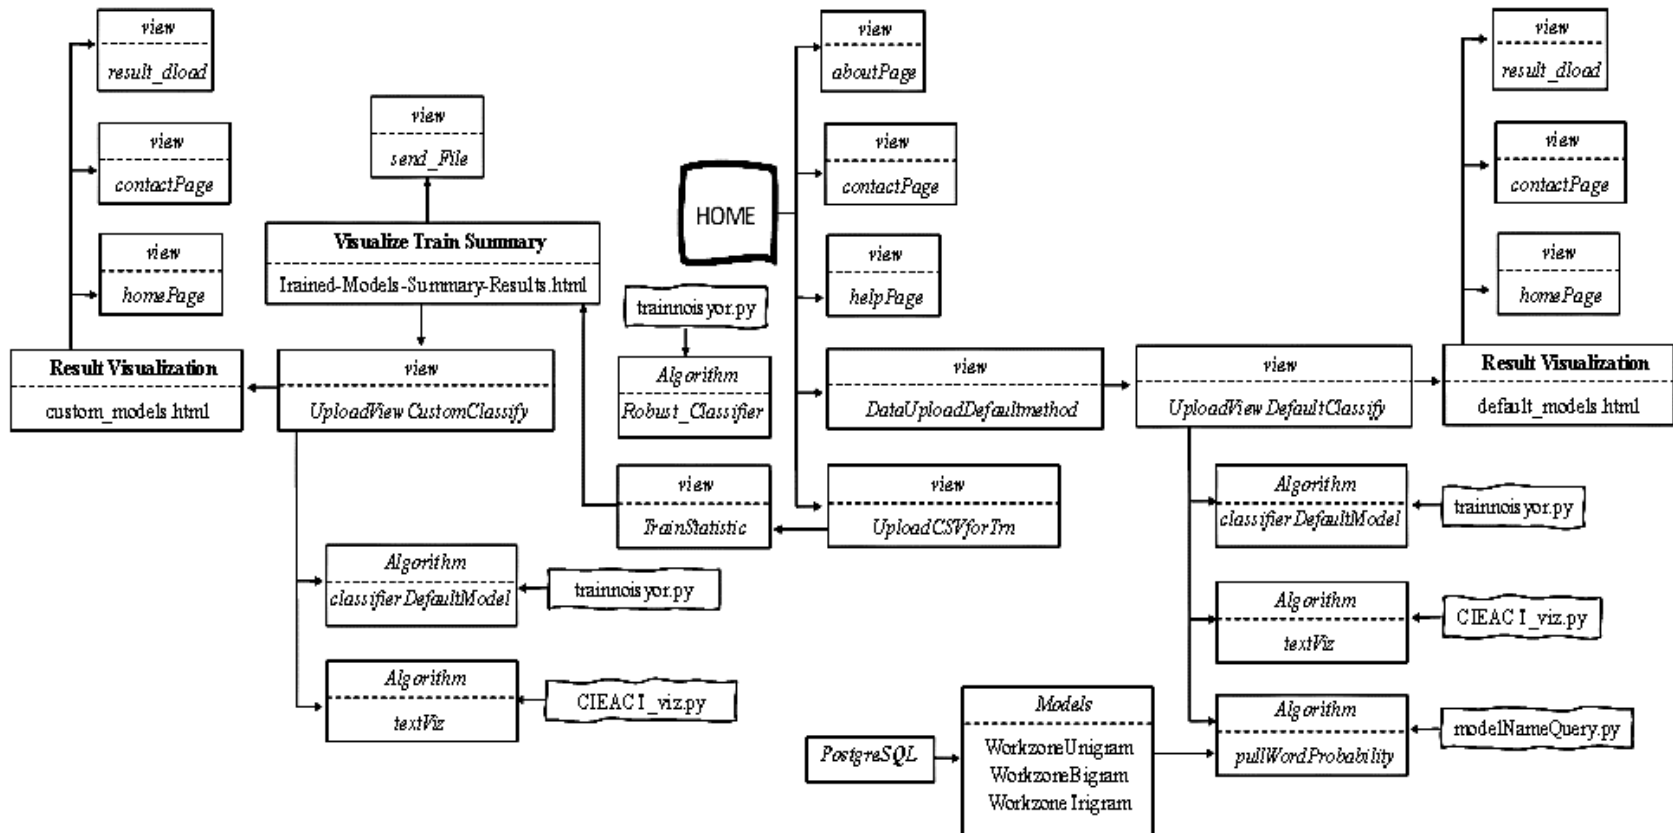 view
result_dload
view
contactPage
view
homePage
Result Visualization
custom_models.html
view
send_File
Visualize Train Summary
Irained-Models-Summary-Results.html
view
UploadView CustomClassify
Algorithm
classifier DefaultModel
trainnoisyor.py
Algorithm
textViz
CIEACI_viz.py
HOME
trainnoisyor.py
Algorithm
Robust_Classifier
view
TrainStatistic
view
aboutPage
view
contactPage
view
helpPage
view
DataUploadDefaultmethod
view
UploadCSVforTrn
view
UploadView DefaultClassify
Algorithm
classifier DefaultModel
trainnoisyor.py
Algorithm
textViz
CIEACI_viz.py
Algorithm
pullWordProbability
modelNameQuery.py
PostgreSQL
Models
WorkzoneUnigram
WorkzoneBigram
Workzone Irigram
view
result_dload
view
contactPage
view
homePage
Result Visualization
default_models.html